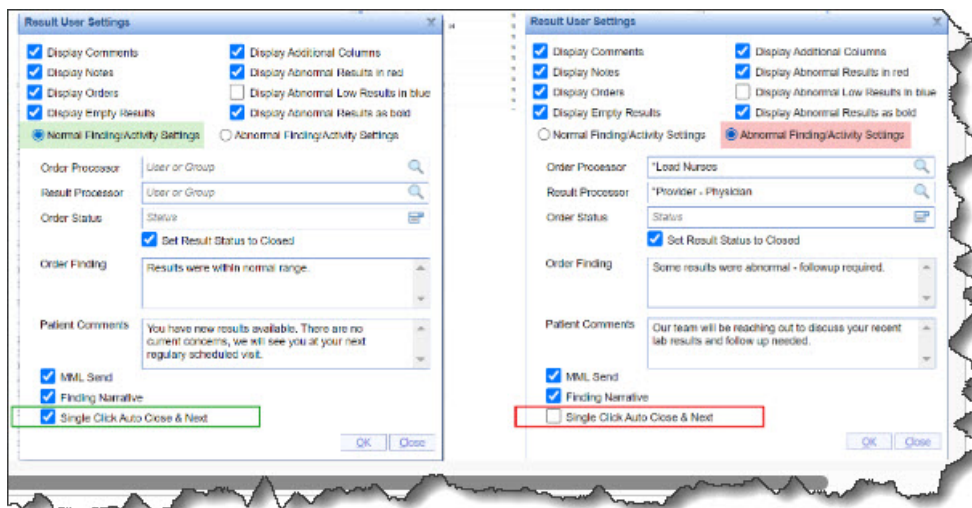 Result User Settings
Display Comments
Display Additional Columns
Display Notes
Display Abnormal Results in red
Display Orders
Display Abnormal Low Results in blue
Display Empty Results
Display Abnormal Results as bold
Normal Finding/Activity Settings
Abnormal Finding/Activity Settings
Order Processor
User or Group
Result Processor
User or Group
Order Status
Status
Set Result Status to Closed
Order Finding
Results were within normal range.
Patient Comments
You have new results available. There are no
current concerns, we will see you at your next
regulary scheduled visit.
MML Send
Finding Narrative
Single Click Auto Close & Next
OK
Close
Result User Settings
Display Comments
Display Additional Columns
Display Notes
Display Abnormal Results in red
Display Orders
Display Abnormal Low Results in blue
Display Empty Results
Display Abnormal Results as bold
Normal Finding/Activity Settings
Abnormal Finding/Activity Settings
Order Processor
*Load Nurses
Result Processor
*Provider - Physician
Order Status
Status
Set Result Status to Closed
Order Finding
Some results were abnormal - followup required.
Patient Comments
Our team will be reaching out to discuss your recent
lab results and follow up needed.
MML Send
Finding Narrative
Single Click Auto Close & Next
OK
Close